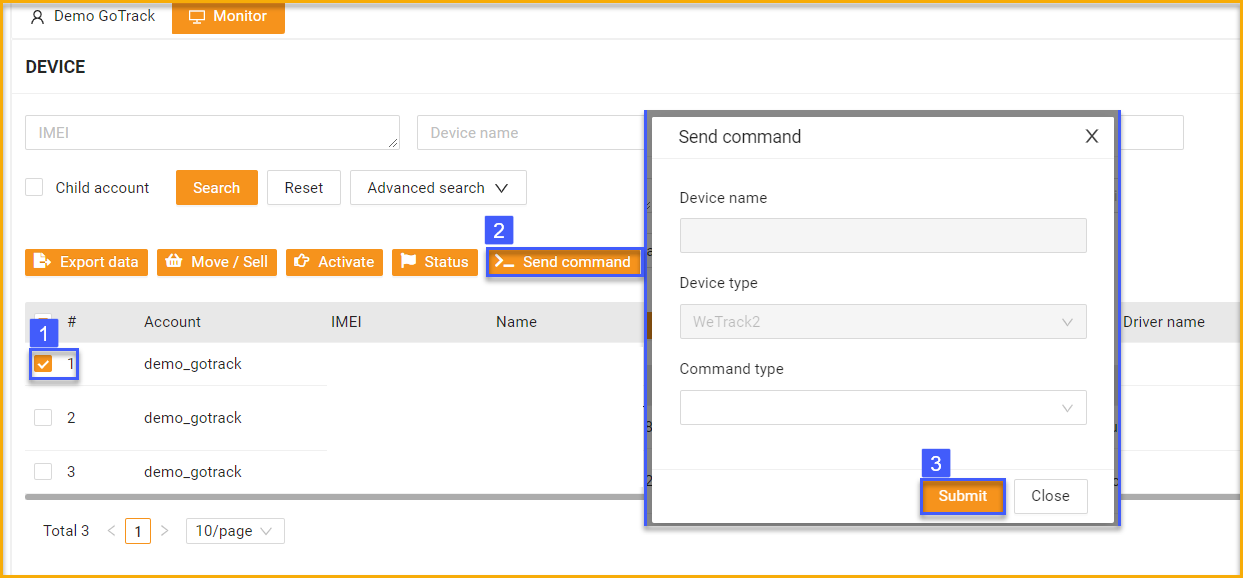 Demo GoTrack
Monitor
DEVICE
IMEI
Device name
Child account
Search
Reset
Advanced search
2
Export data
Move / Sell
Activate
Status
Send command
#
Account
IMEI
Name
Driver name
1
1
demo_gotrack
2
demo_gotrack
3
demo_gotrack
Total 3
1
10/page
Send command
Device name
Device type
WeTrack2
Command type
3
Submit
Close